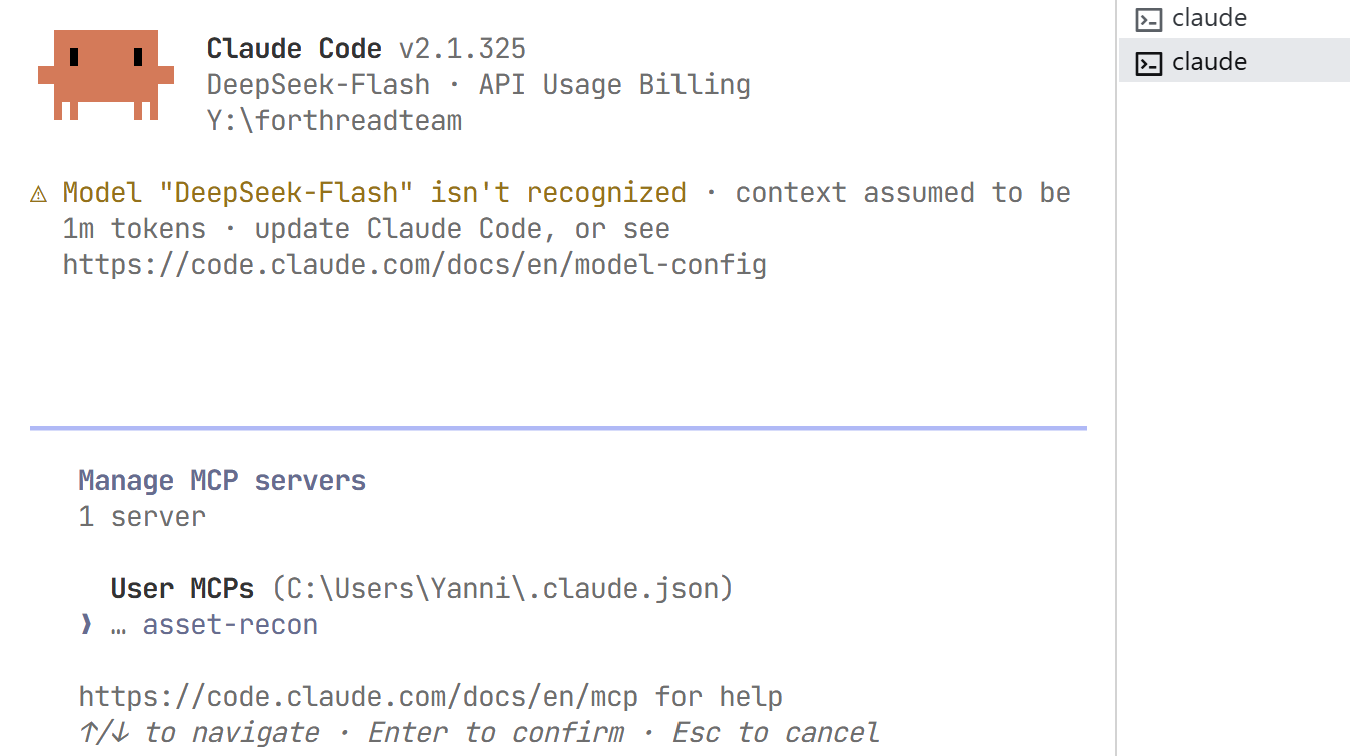 Claude Code v2.1.325
DeepSeek-Flash · API Usage Billing
Y:\forthreadteam
⚠ Model "DeepSeek-Flash" isn't recognized · context assumed to be
1m tokens · update Claude Code, or see
https://code.claude.com/docs/en/model-config
Manage MCP servers
1 server
User MCPs (C:\Users\Yanni\.claude.json)
❯ … asset-recon
https://code.claude.com/docs/en/mcp for help
↑/↓ to navigate · Enter to confirm · Esc to cancel
claude
claude